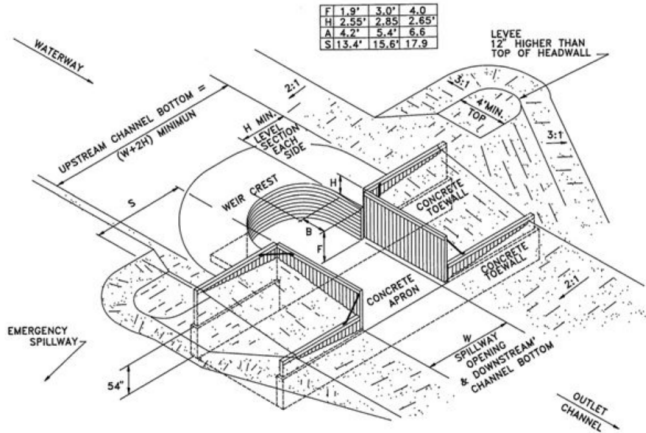 F 1.9' 3.0' 4.0
H 2.55' 2.85 2.65'
A 4.2' 5.4' 6.6
S 13.4' 15.6' 17.9
WATERWAY
LEVEE
12" HIGHER THAN
TOP OF HEADWALL
UPSTREAM CHANNEL BOTTOM =
(W+2H) MINIMUN
H MIN.
LEVEL
SECTION
EACH
SIDE
2:1
3:1
4' MIN.
TOP
3:1
S
WEIR CREST
H
B
F
CONCRETE
TOEWALL
CONCRETE
TOEWALL
CONCRETE
APRON
2:1
EMERGENCY
SPILLWAY
54"
W
SPILLWAY
OPENING
& DOWNSTREAM'
CHANNEL BOTTOM
OUTLET
CHANNEL